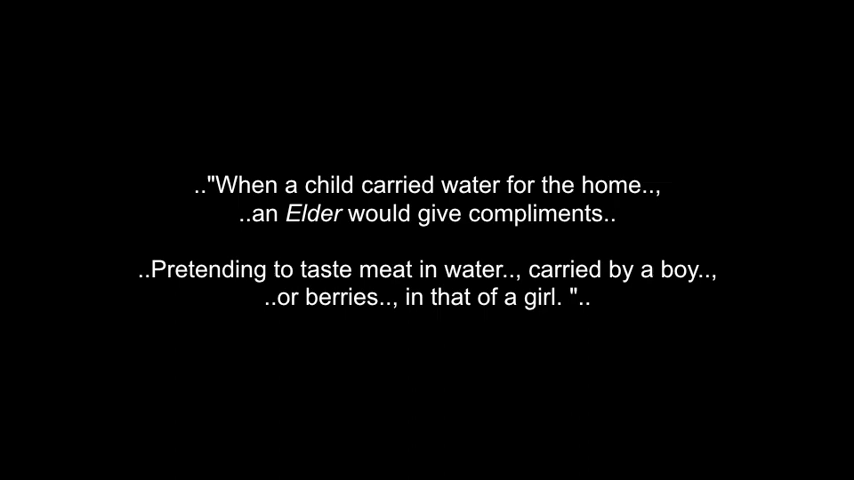 .."When a child carried water for the home..,
..an Elder would give compliments..
..Pretending to taste meat in water.., carried by a boy..,
..or berries.., in that of a girl. "..